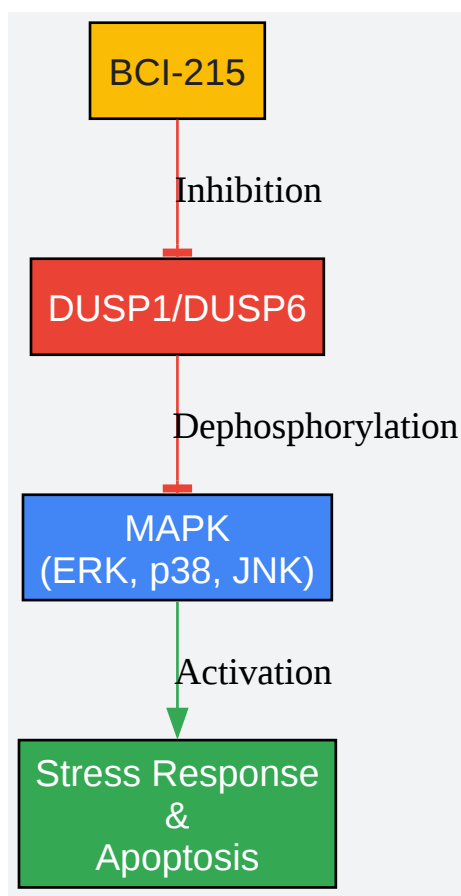 BCI-215
Inhibition
DUSP1/DUSP6
Dephosphorylation
MAPK
(ERK, p38, JNK)
Activation
Stress Response
&
Apoptosis